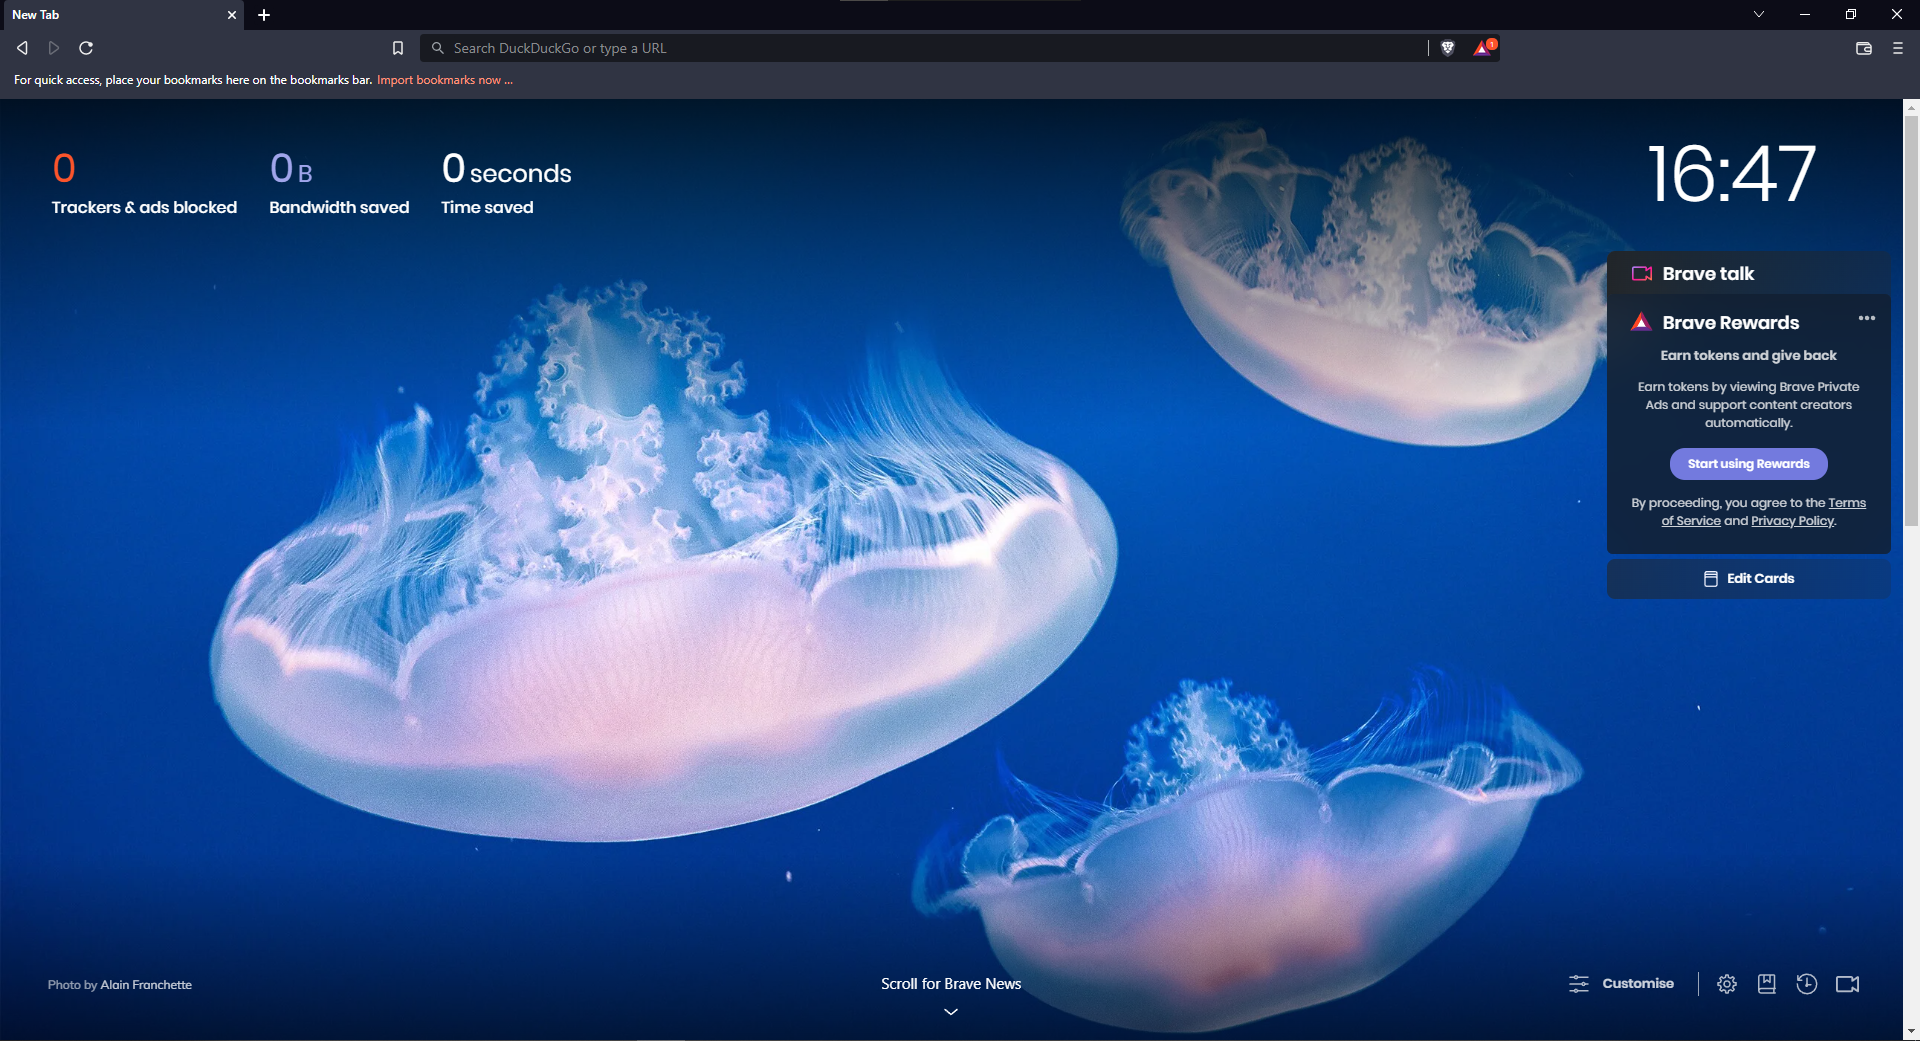 New Tab
Search DuckDuckGo or type a URL
1
For quick access, place your bookmarks here on the bookmarks bar. Import bookmarks now ...
0
Trackers & ads blocked
0 B
Bandwidth saved
0 seconds
Time saved
16:47
Brave talk
Brave Rewards
Earn tokens and give back
Earn tokens by viewing Brave Private
Ads and support content creators
automatically.
Start using Rewards
By proceeding, you agree to the Terms
of Service and Privacy Policy.
Edit Cards
Photo by Alain Franchette
Scroll for Brave News
Customise